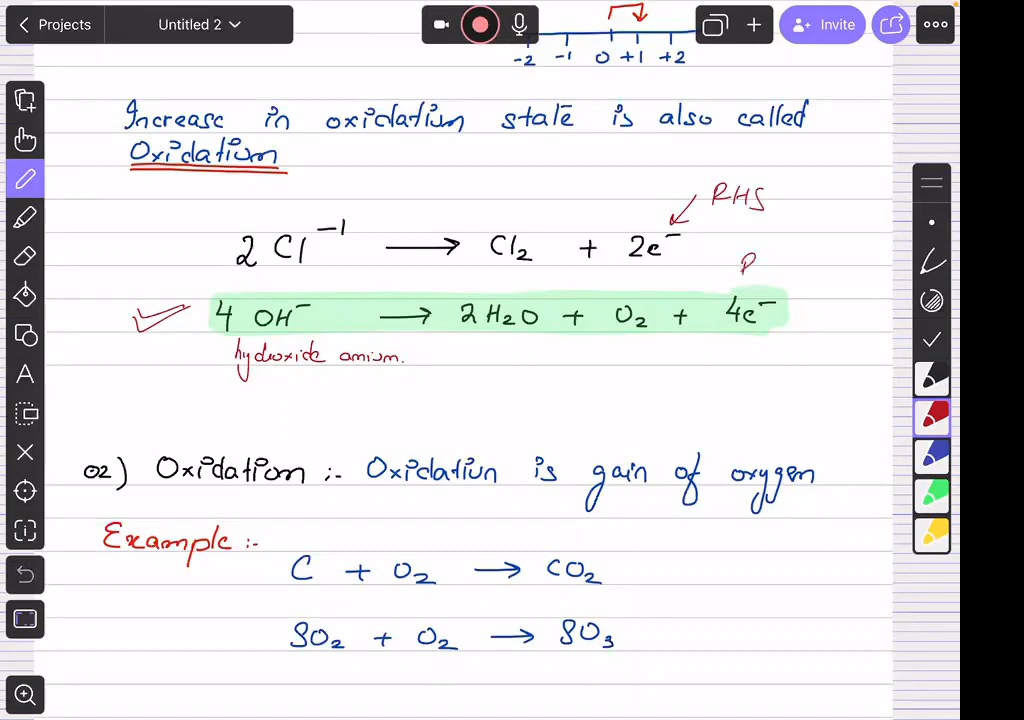 Projects
Untitled 2
Invite
-2 -1 0 +1 +2
Increase in oxidation state is also called
Oxidation
RHS
2 Cl⁻¹ ⟶ Cl₂ + 2e⁻
R
4 OH⁻ ⟶ 2H₂O + O₂ + 4e⁻
hydroxide anium.
02) Oxidation :- Oxidation is gain of oxygen
Example :-
C + O₂ ⟶ CO₂
SO₂ + O₂ ⟶ SO₃